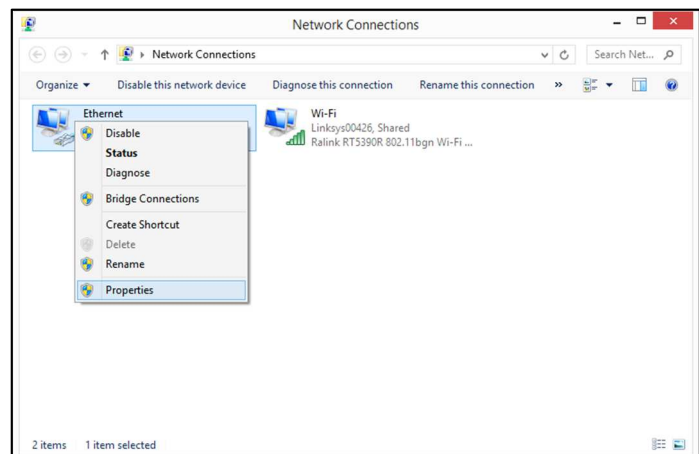 Network Connections
Network Connections
Search Net...
Organize
Disable this network device
Diagnose this connection
Rename this connection
»
Ethernet
Disable
Status
Diagnose
Bridge Connections
Create Shortcut
Delete
Rename
Properties
Wi-Fi
Linksys00426, Shared
Ralink RT5390R 802.11bgn Wi-Fi ...
2 items 1 item selected